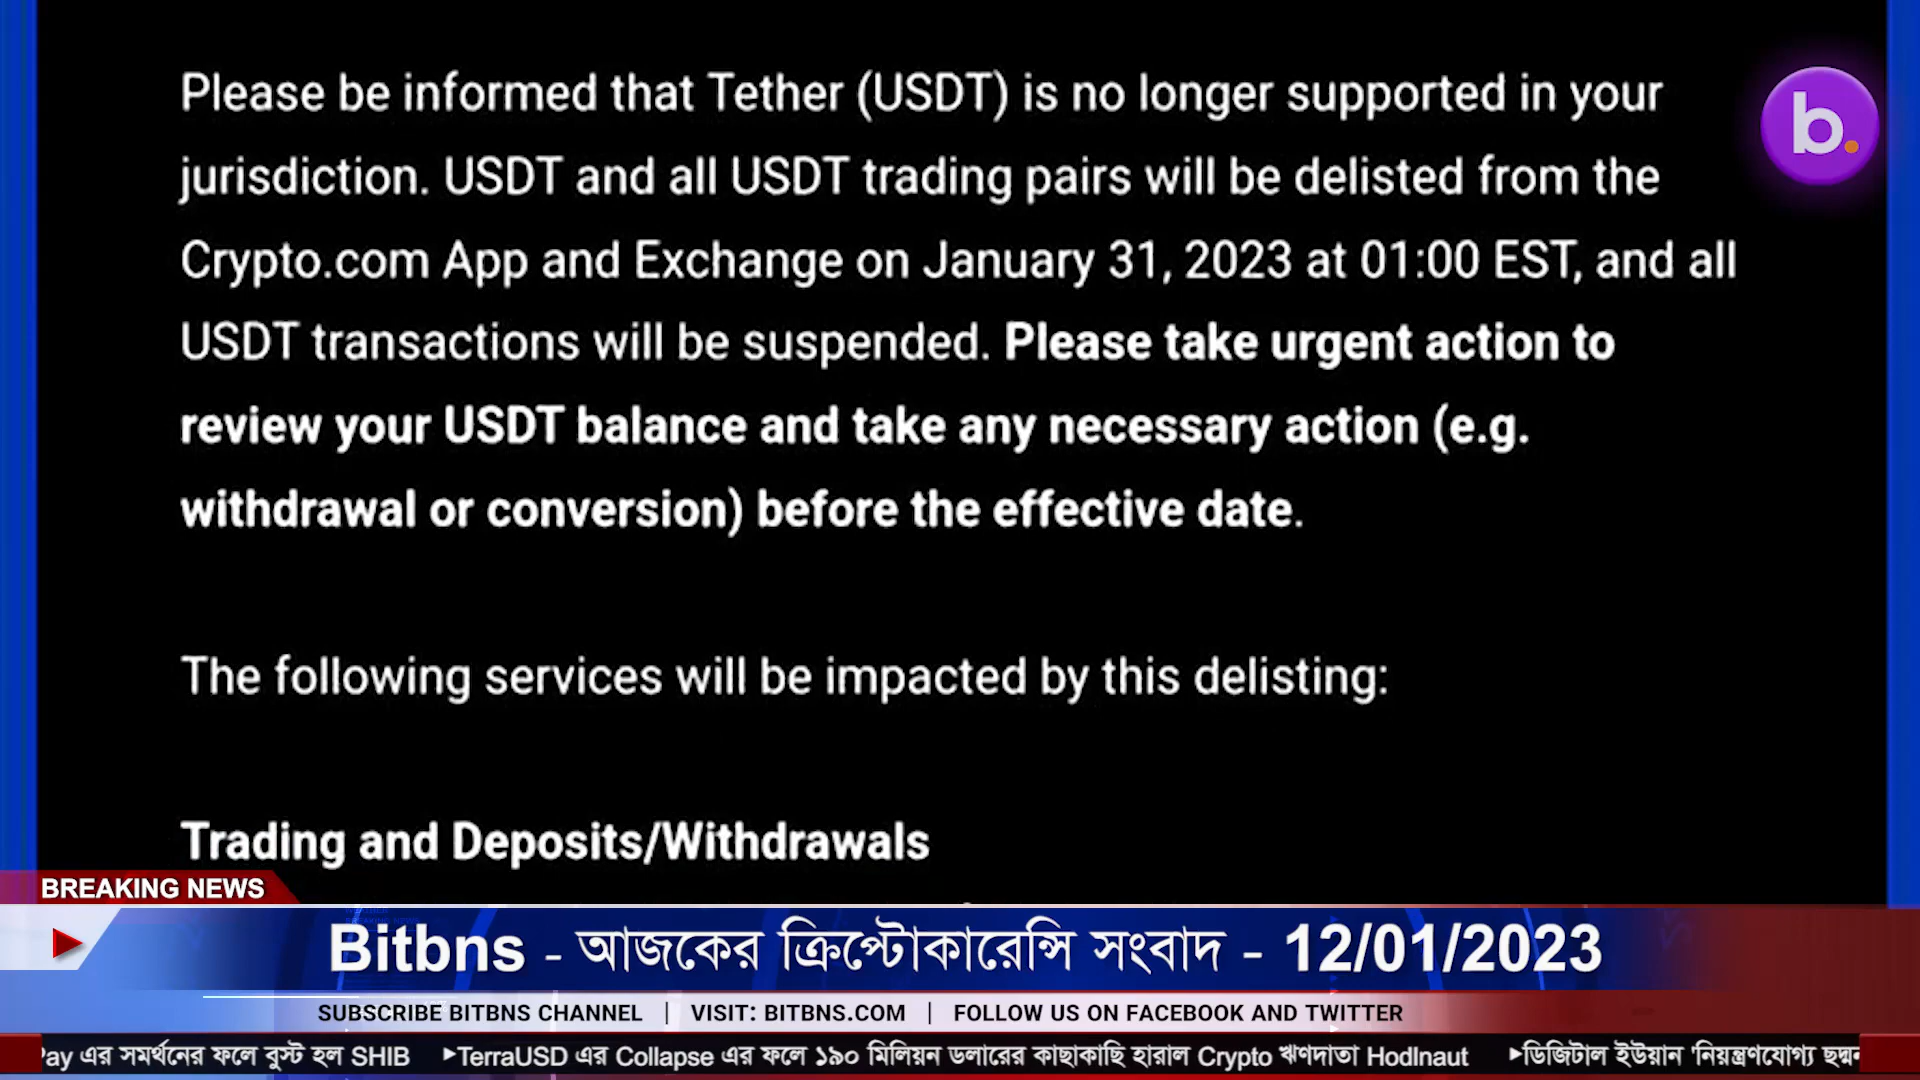 Please be informed that Tether (USDT) is no longer supported in your
jurisdiction. USDT and all USDT trading pairs will be delisted from the
Crypto.com App and Exchange on January 31, 2023 at 01:00 EST, and all
USDT transactions will be suspended. Please take urgent action to
review your USDT balance and take any necessary action (e.g.
withdrawal or conversion) before the effective date.
The following services will be impacted by this delisting:
Trading and Deposits/Withdrawals
b.
BREAKING NEWS
Bitbns - আজকের ক্রিপ্টোকারেন্সি সংবাদ - 12/01/2023
SUBSCRIBE BITBNS CHANNEL | VISIT: BITBNS.COM | FOLLOW US ON FACEBOOK AND TWITTER
Pay এর সমর্থনের ফলে বুস্ট হল SHIB ▶TerraUSD এর Collapse এর ফলে ১৯০ মিলিয়ন ডলারের কাছাকাছি হারাল Crypto ঋণদাতা Hodlnaut ▶ডিজিটাল ইউয়ান 'নিয়ন্ত্রণযোগ্য